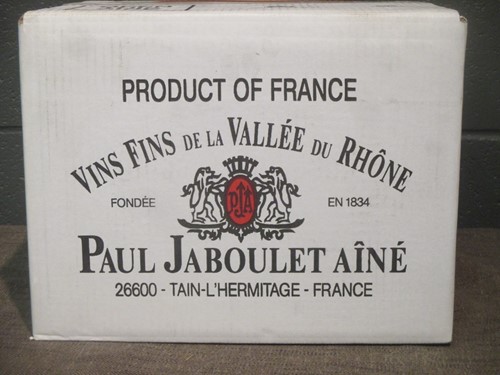 PRODUCT OF FRANCE
VINS FINS DE LA VALLÉE DU RHÔNE
FONDÉE
EN 1834
PJA
PAUL JABOULET AÎNÉ
26600 - TAIN-L'HERMITAGE - FRANCE